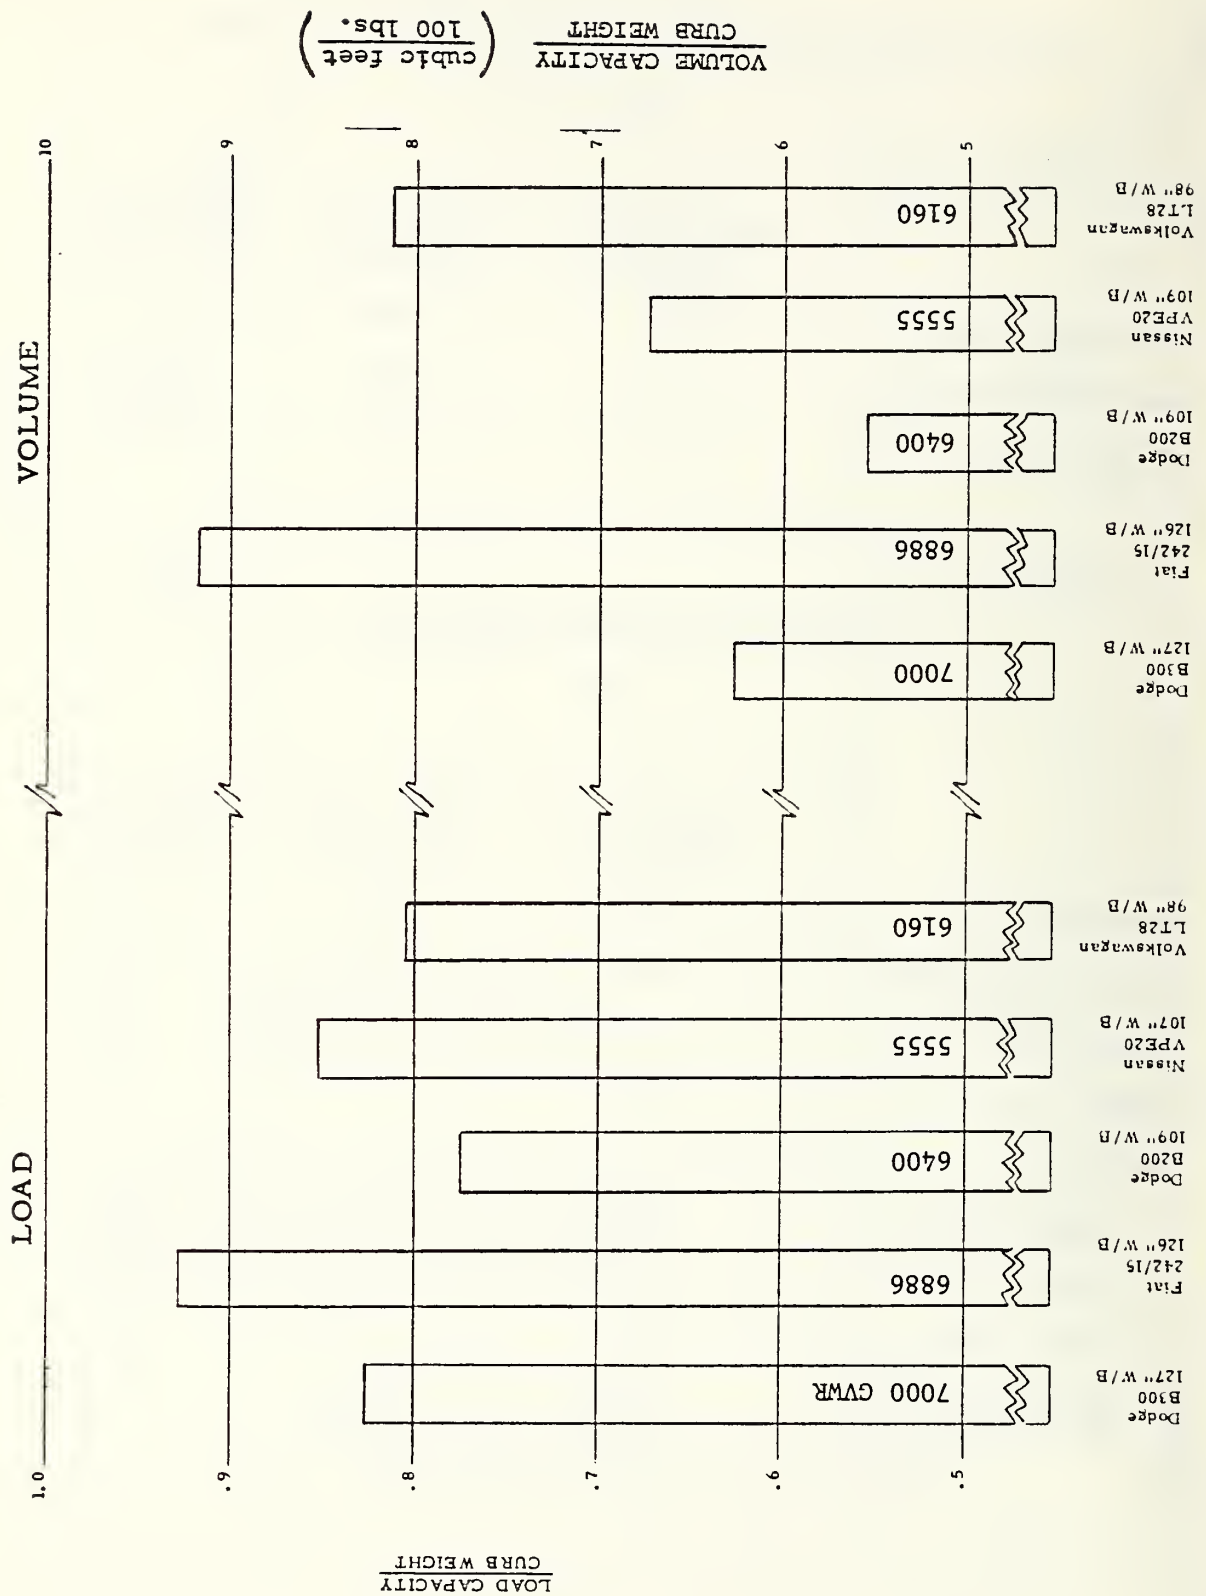 LOAD
VOLUME
LOAD CAPACITY
CURB WEIGHT
1.0
.9
.8
.7
.6
.5
7000 GVWR
6886
6400
5555
6160
Dodge
B300
127" W/B
Fiat
242/15
126" W/B
Dodge
B200
109" W/B
Nissan
VPE20
107" W/B
Volkswagan
LT28
98" W/B
7000
6886
6400
5555
6160
Dodge
B300
127" W/B
Fiat
242/15
126" W/B
Dodge
B200
109" W/B
Nissan
VPE20
109" W/B
Volkswagan
LT28
98" W/B
10
9
8
7
6
5
VOLUME CAPACITY (cubic feet
CURB WEIGHT 100 lbs.)